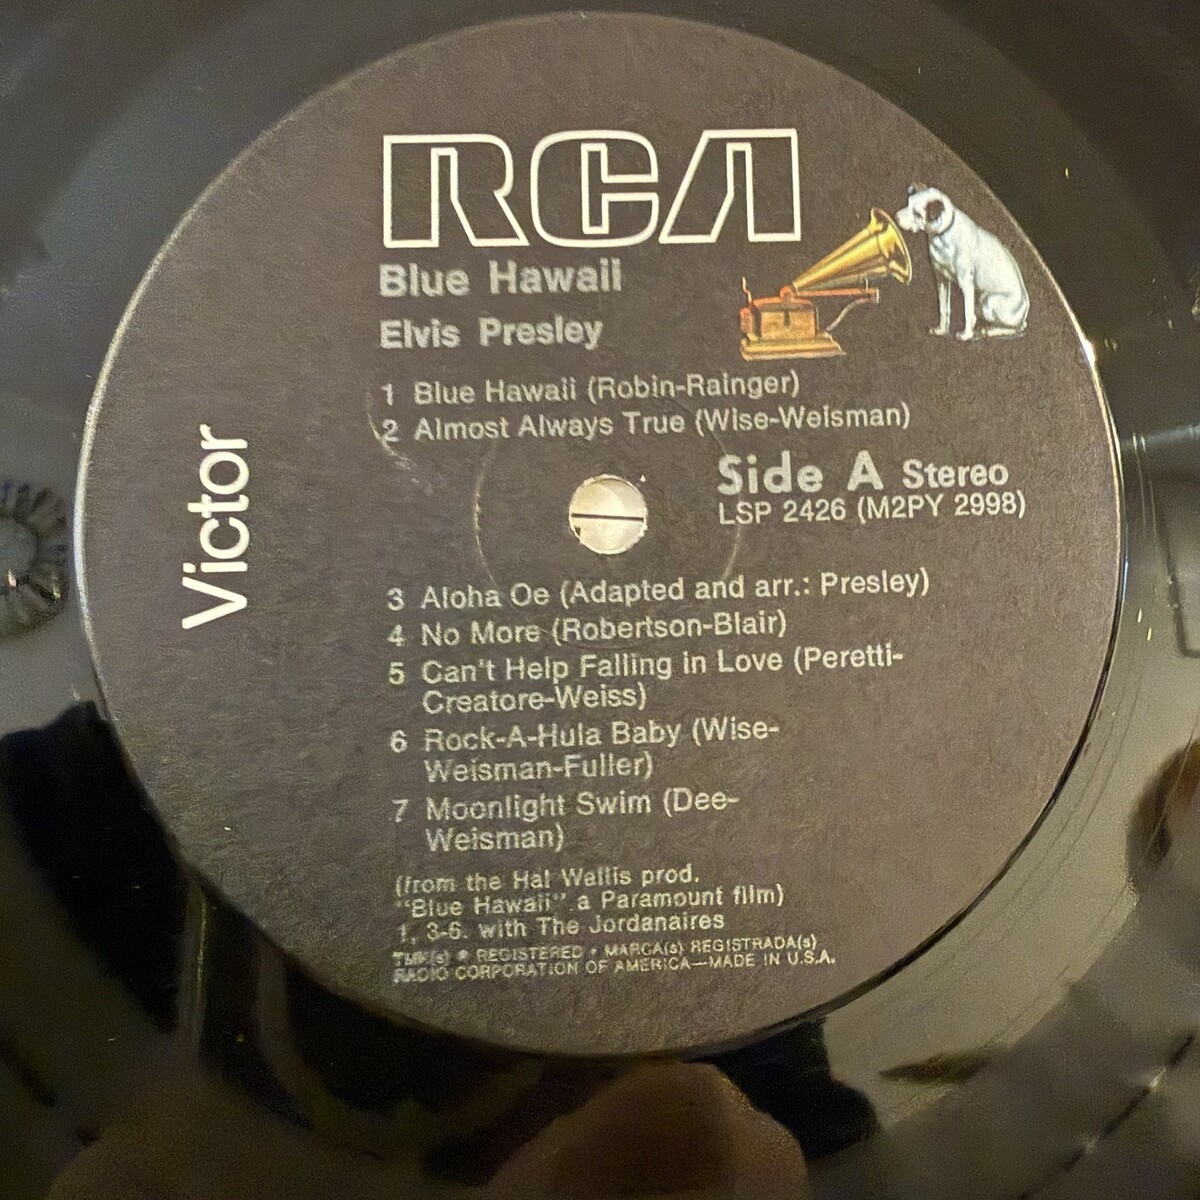 RCA
Blue Hawaii
Elvis Presley
1 Blue Hawaii (Robin-Rainger)
2 Almost Always True (Wise-Weisman)
Side A Stereo
LSP 2426 (M2PY 2998)
Victor
3 Aloha Oe (Adapted and arr.: Presley)
4 No More (Robertson-Blair)
5 Can't Help Falling in Love (Peretti-
Creatore-Weiss)
6 Rock-A-Hula Baby (Wise-
Weisman-Fuller)
7 Moonlight Swim (Dee-
Weisman)
(from the Hal Wallis prod.
"Blue Hawaii" a Paramount film)
1, 3-6. with The Jordanaires
TMK(s) ® REGISTERED • MARCA(s) REGISTRADA(s)
RADIO CORPORATION OF AMERICA—MADE IN U.S.A.